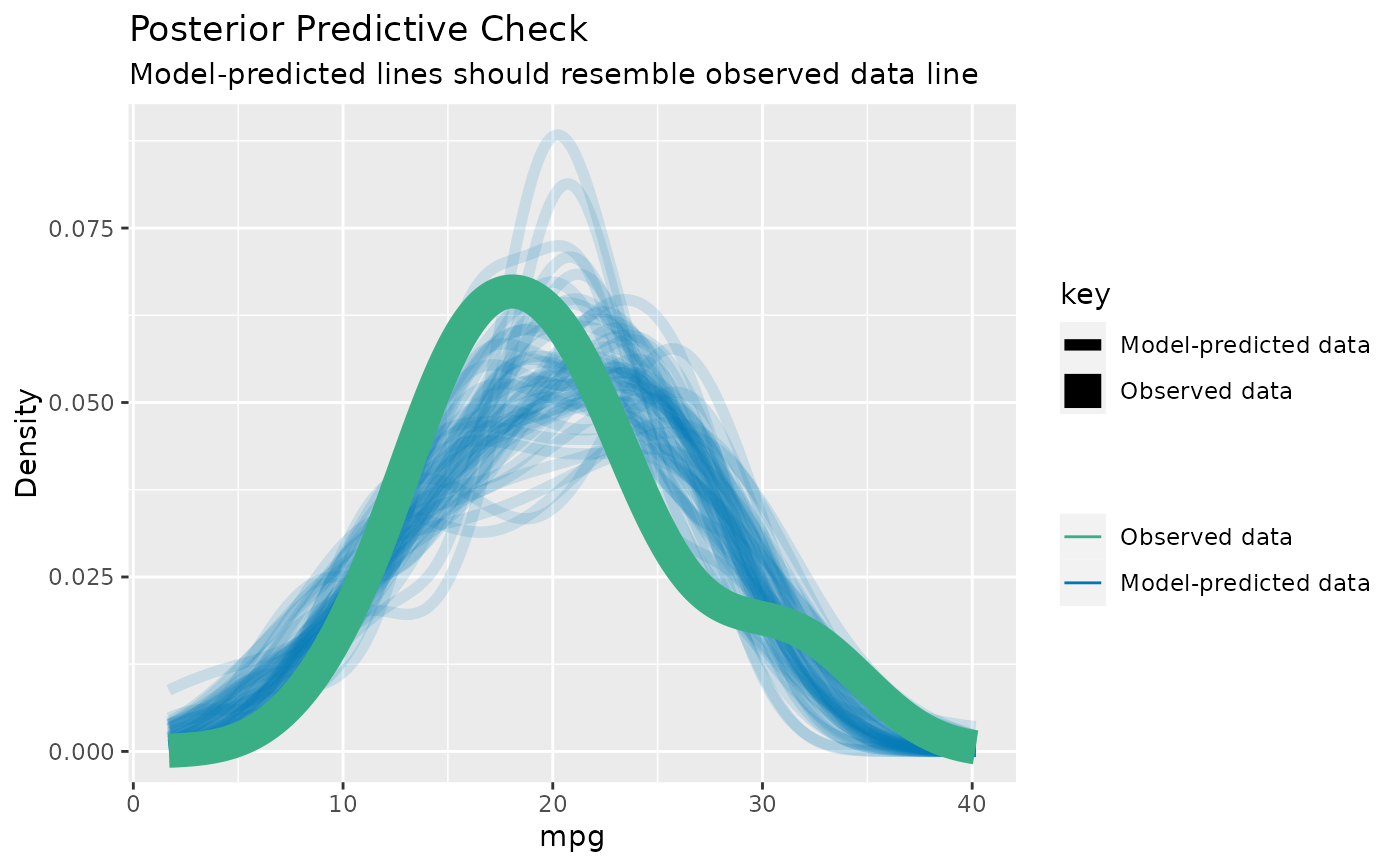 Posterior Predictive Check
Model-predicted lines should resemble observed data line
Density
0.075
0.050
0.025
0.000
0
10
20
30
40
mpg
key
Model-predicted data
Observed data
Observed data
Model-predicted data